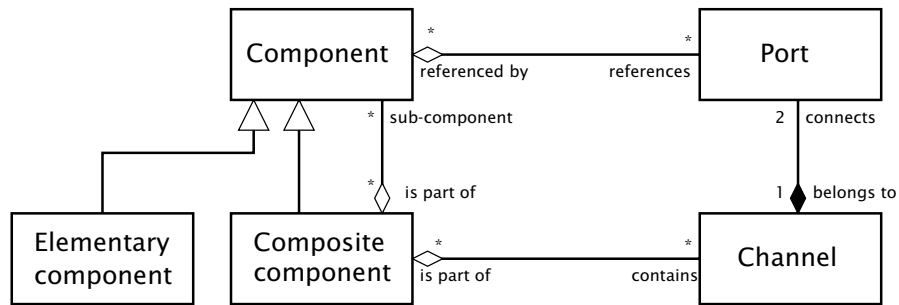 *
*
Component
Port
referenced by
references
*
sub-component
2
connects
*
is part of
1
belongs to
Elementary
component
Composite
component
*
*
Channel
is part of
contains